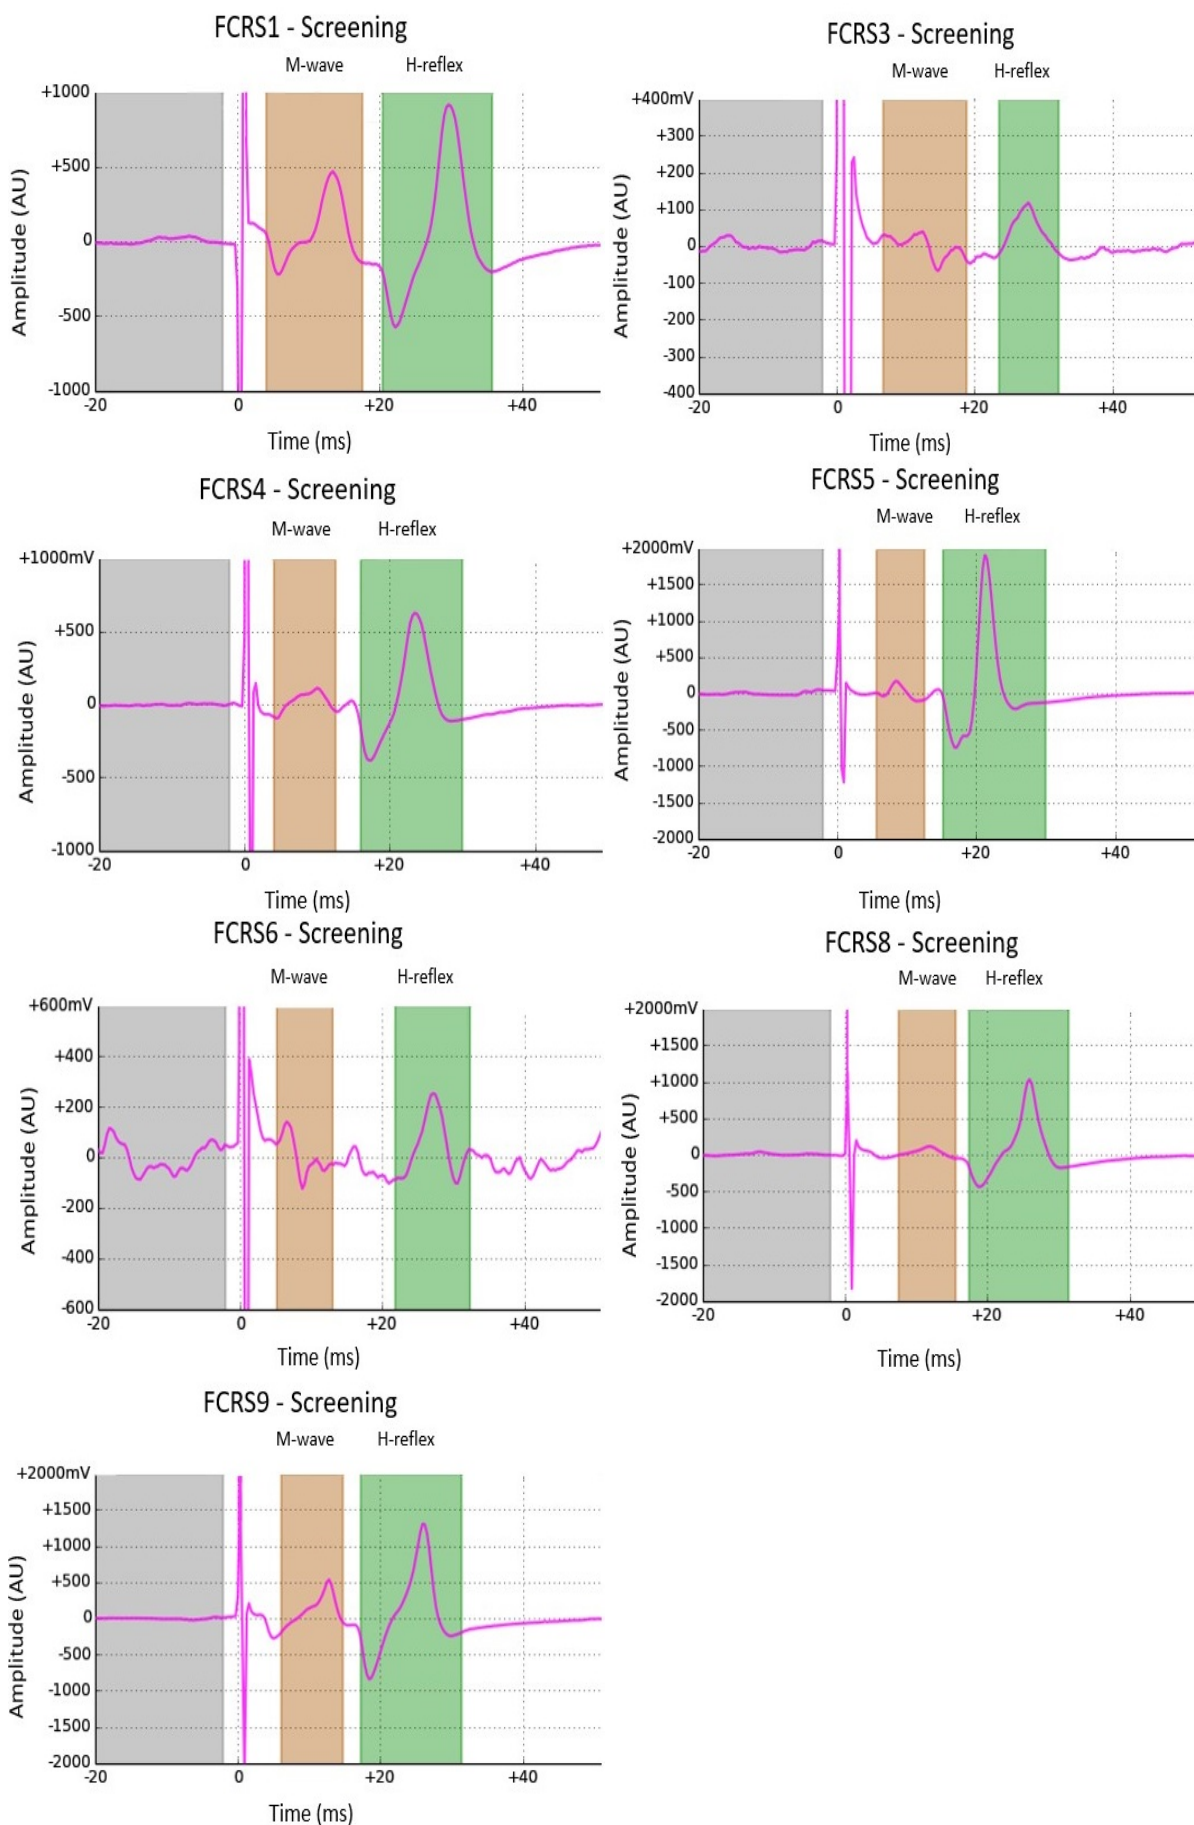 FCRS1 - Screening
M-wave H-reflex
+1000
+500
0
-500
-1000
-20 0 +20 +40
Amplitude (AU)
Time (ms)
FCRS3 - Screening
M-wave H-reflex
+400mV
+300
+200
+100
0
-100
-200
-300
-400
-20 0 +20 +40
Amplitude (AU)
Time (ms)
FCRS4 - Screening
M-wave H-reflex
+1000mV
+500
0
-500
-1000
-20 0 +20 +40
Amplitude (AU)
Time (ms)
FCRS5 - Screening
M-wave H-reflex
+2000mV
+1500
+1000
+500
0
-500
-1000
-1500
-2000
-20 0 +20 +40
Amplitude (AU)
Time (ms)
FCRS6 - Screening
M-wave H-reflex
+600mV
+400
+200
0
-200
-400
-600
-20 0 +20 +40
Amplitude (AU)
Time (ms)
FCRS8 - Screening
M-wave H-reflex
+2000mV
+1500
+1000
+500
0
-500
-1000
-1500
-2000
-20 0 +20 +40
Amplitude (AU)
Time (ms)
FCRS9 - Screening
M-wave H-reflex
+2000mV
+1500
+1000
+500
0
-500
-1000
-1500
-2000
-20 0 +20 +40
Amplitude (AU)
Time (ms)